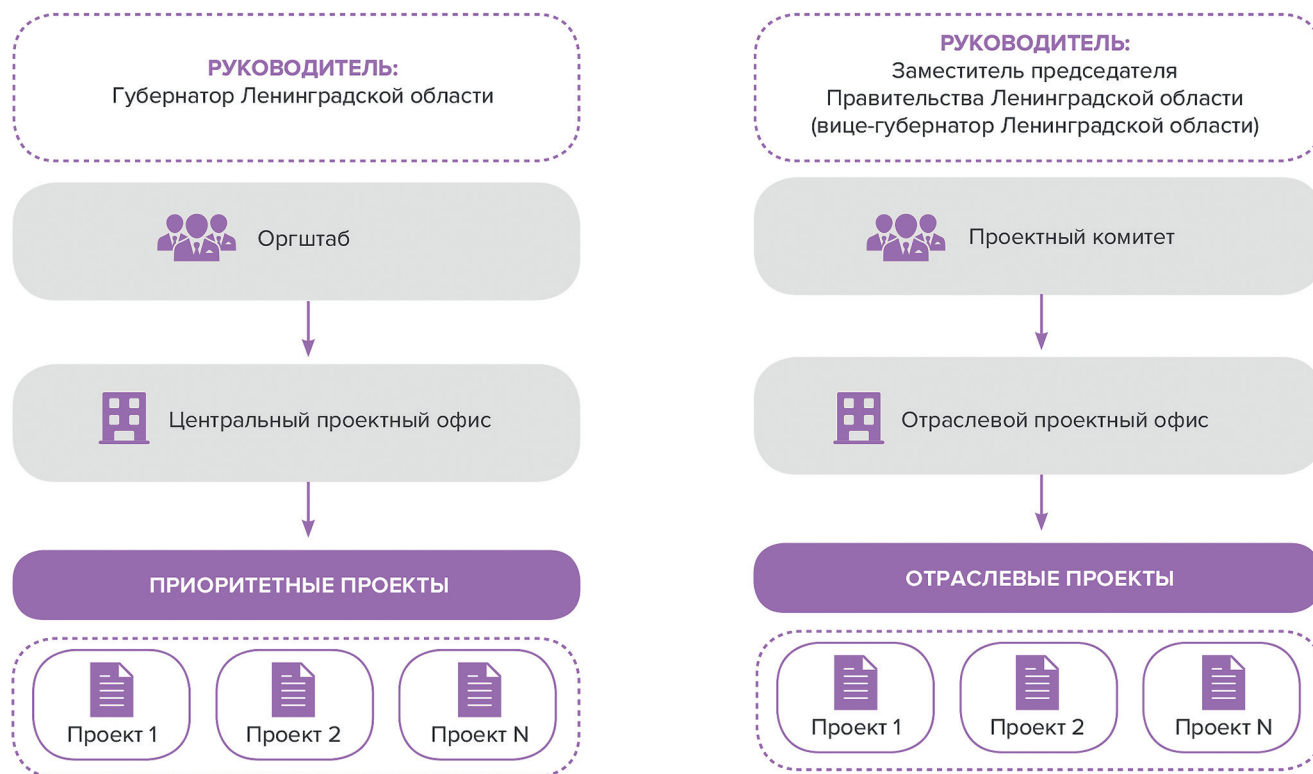 РУКОВОДИТЕЛЬ:
Губернатор Ленинградской области
Оргштаб
Центральный проектный офис
ПРИОРИТЕТНЫЕ ПРОЕКТЫ
Проект 1
Проект 2
Проект N
РУКОВОДИТЕЛЬ:
Заместитель председателя
Правительства Ленинградской области
(вице-губернатор Ленинградской области)
Проектный комитет
Отраслевой проектный офис
ОТРАСЛЕВЫЕ ПРОЕКТЫ
Проект 1
Проект 2
Проект N